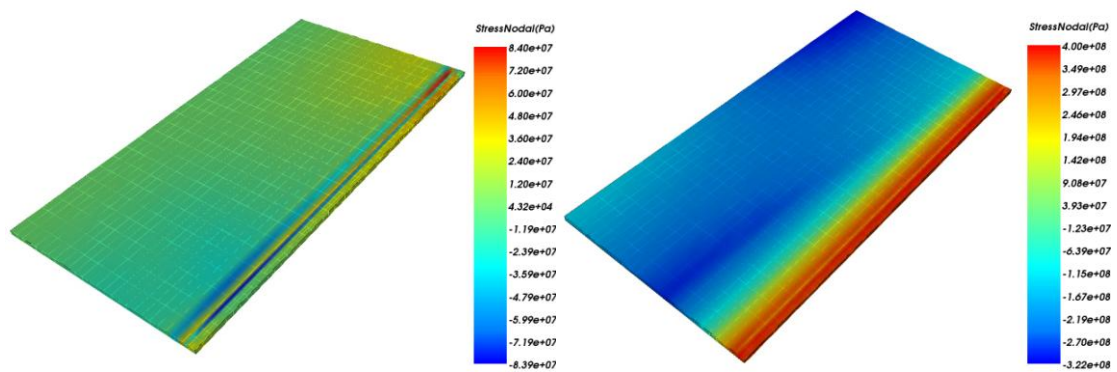 StressNodal(Pa)
8.40e+07
7.20e+07
6.00e+07
4.80e+07
3.60e+07
2.40e+07
1.20e+07
4.32e+04
-1.19e+07
-2.39e+07
-3.59e+07
-4.79e+07
-5.99e+07
-7.19e+07
-8.39e+07
StressNodal(Pa)
4.00e+08
3.49e+08
2.97e+08
2.46e+08
1.94e+08
1.42e+08
9.08e+07
3.93e+07
-1.23e+07
-6.39e+07
-1.15e+08
-1.67e+08
-2.19e+08
-2.70e+08
-3.22e+08